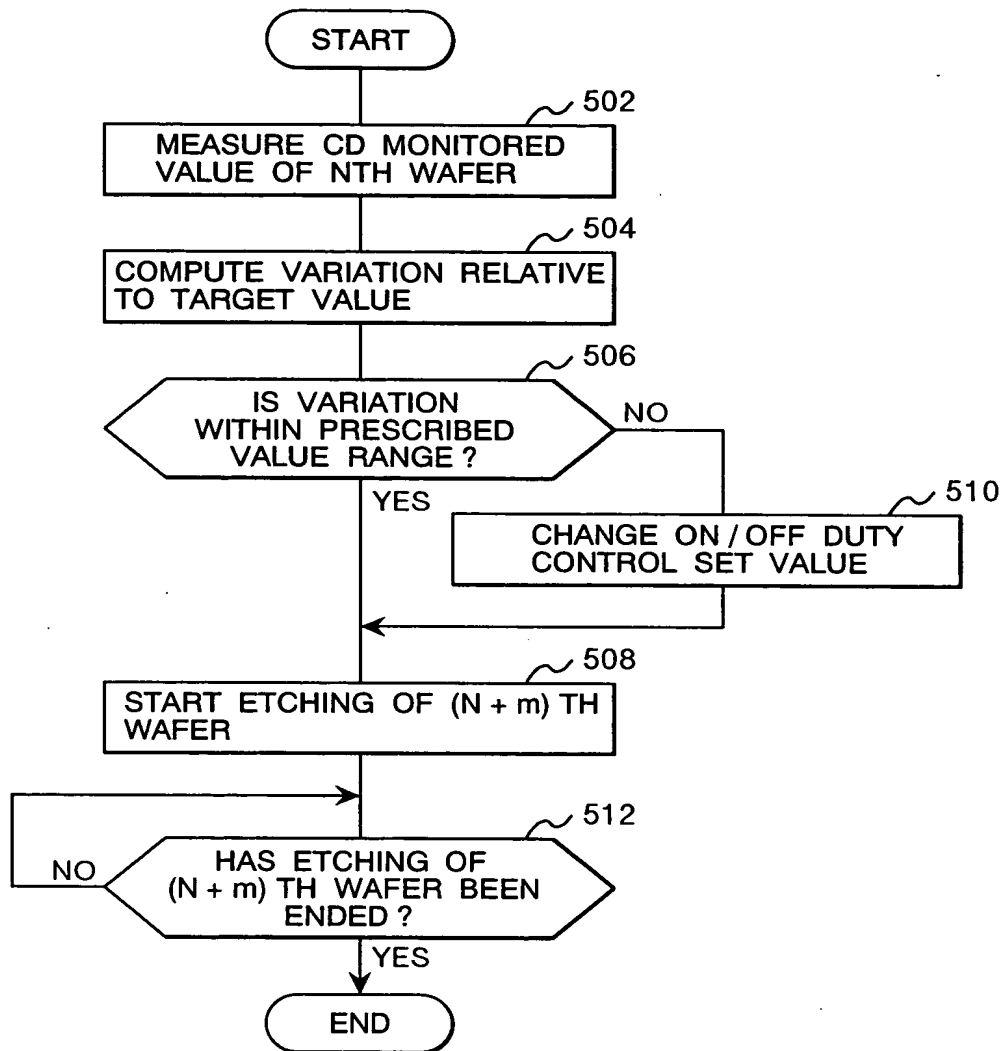 START
502
MEASURE CD MONITORED
VALUE OF NTH WAFER
504
COMPUTE VARIATION RELATIVE
TO TARGET VALUE
506
IS VARIATION
WITHIN PRESCRIBED
VALUE RANGE ?
NO
YES
510
CHANGE ON / OFF DUTY
CONTROL SET VALUE
508
START ETCHING OF (N + m) TH
WAFER
512
HAS ETCHING OF
(N + m) TH WAFER BEEN
ENDED ?
NO
YES
END